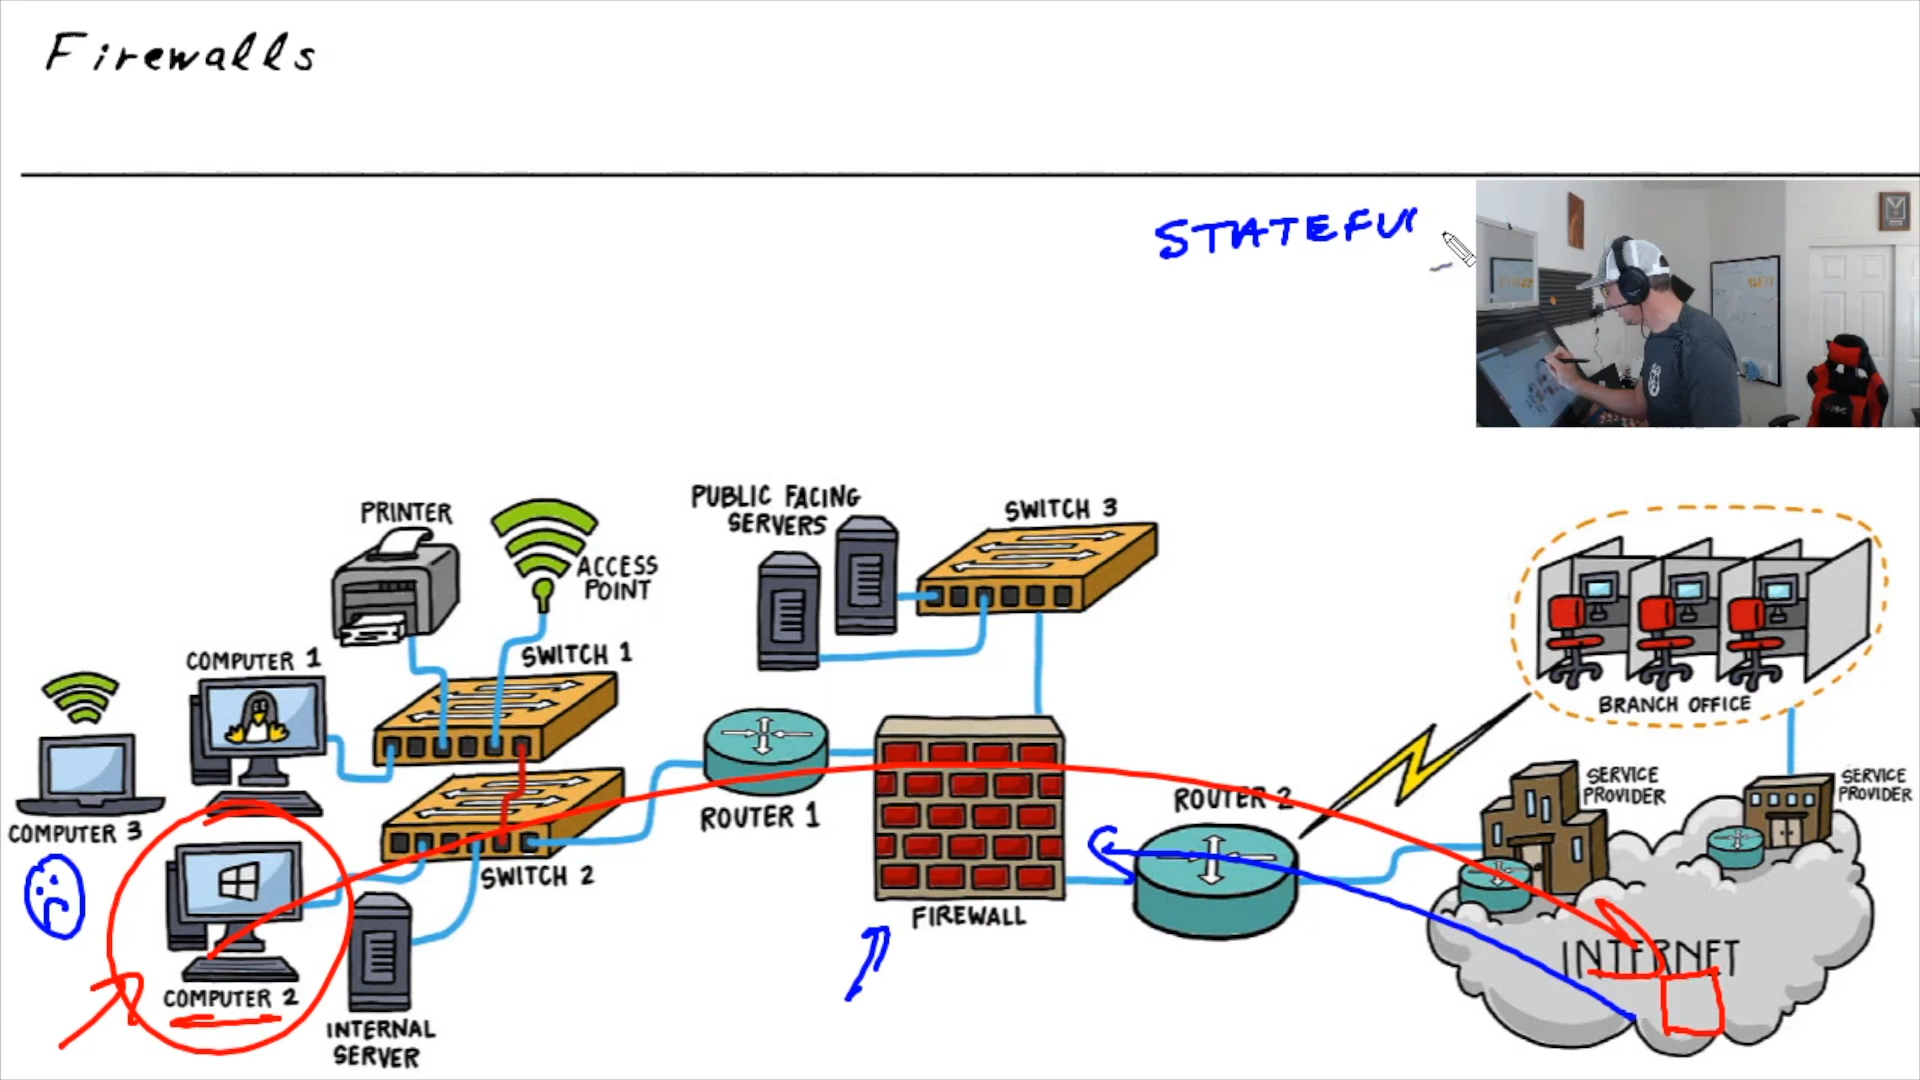 Firewalls
STATEFUL
PUBLIC FACING
SERVERS
SWITCH 3
PRINTER
ACCESS
POINT
SWITCH 1
COMPUTER 1
BRANCH OFFICE
SERVICE
PROVIDER
SERVICE
PROVIDER
ROUTER 2
ROUTER 1
COMPUTER 3
SWITCH 2
FIREWALL
INTERNET
COMPUTER 2
INTERNAL
SERVER